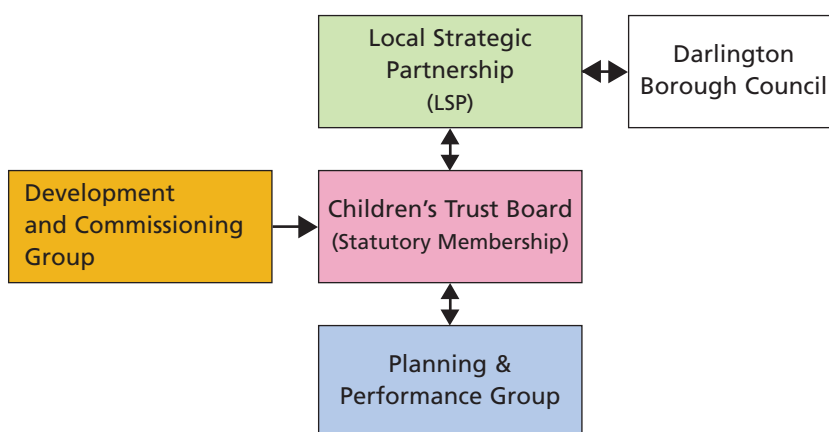 Local Strategic
Partnership
(LSP)
Darlington
Borough Council
Development
and Commissioning
Group
Children’s Trust Board
(Statutory Membership)
Planning &
Performance Group